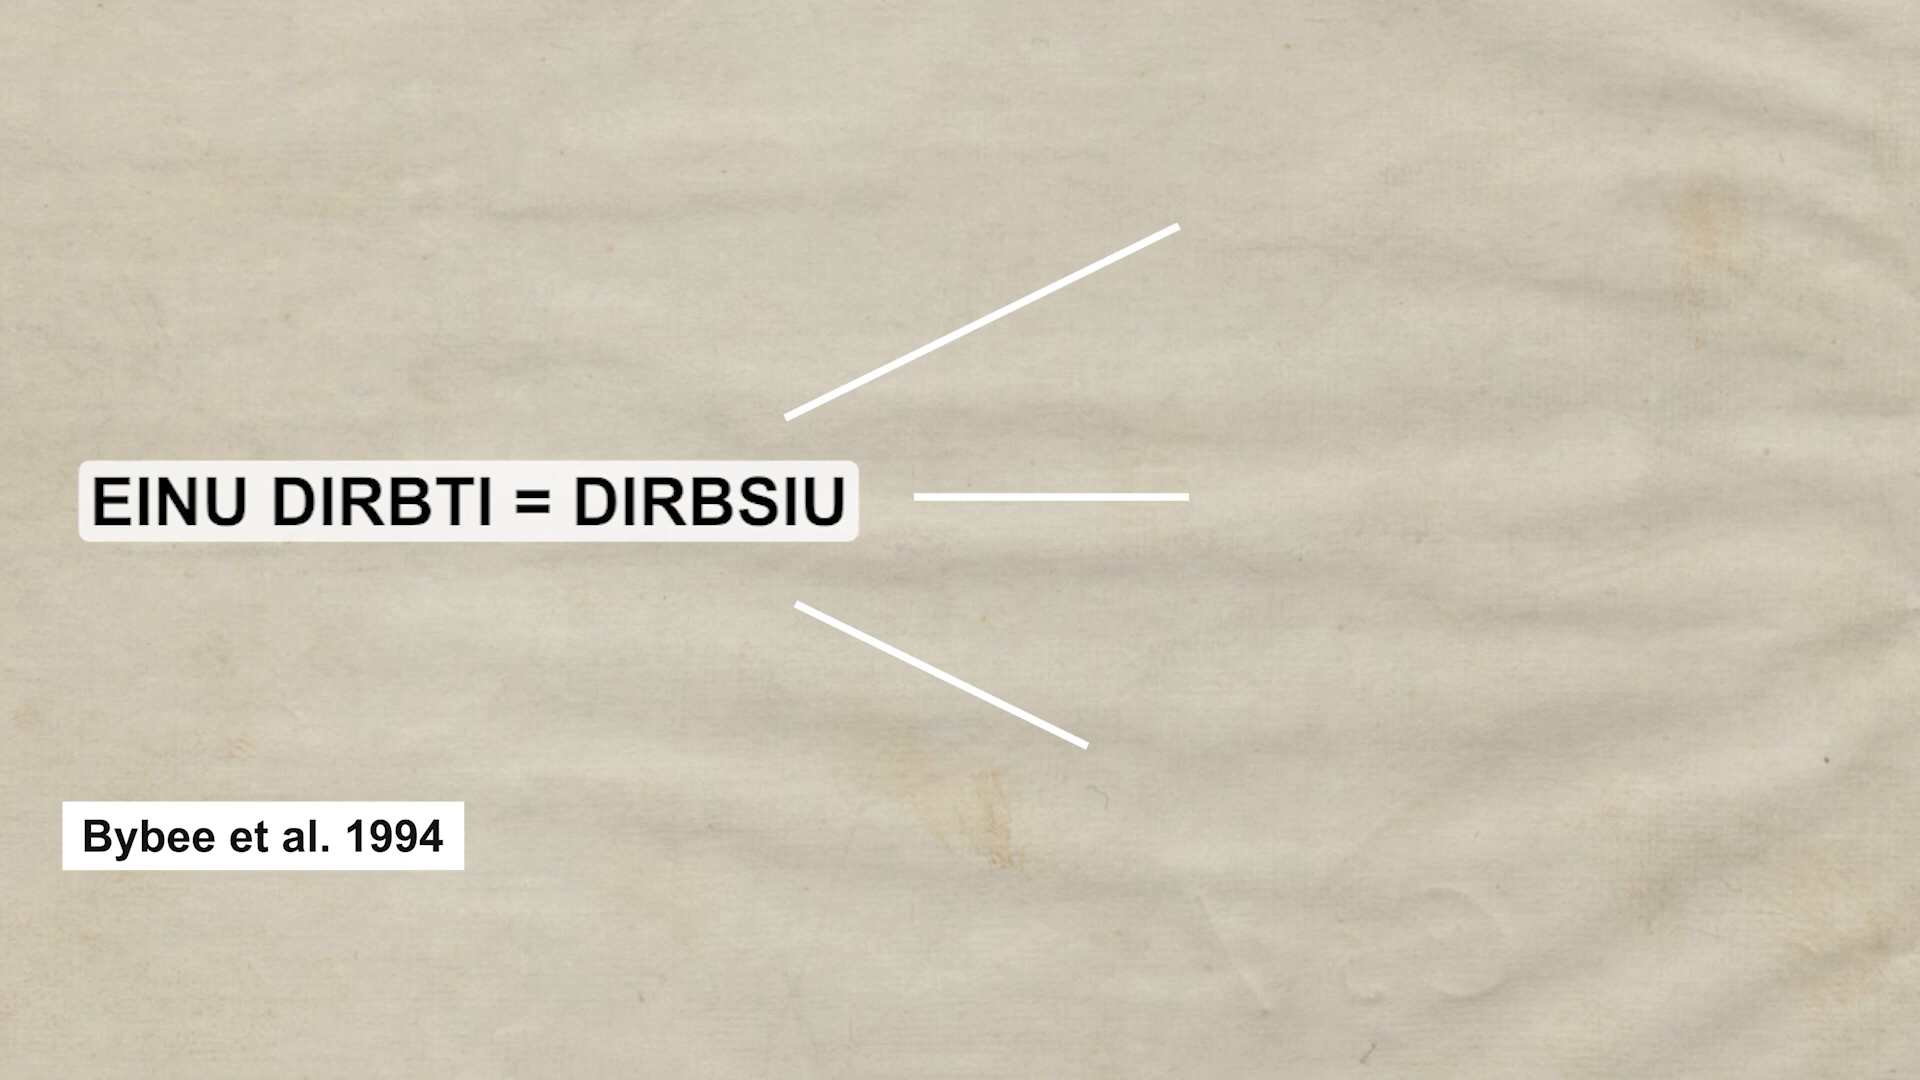 EINU DIRBTI = DIRBSIU
Bybee et al. 1994